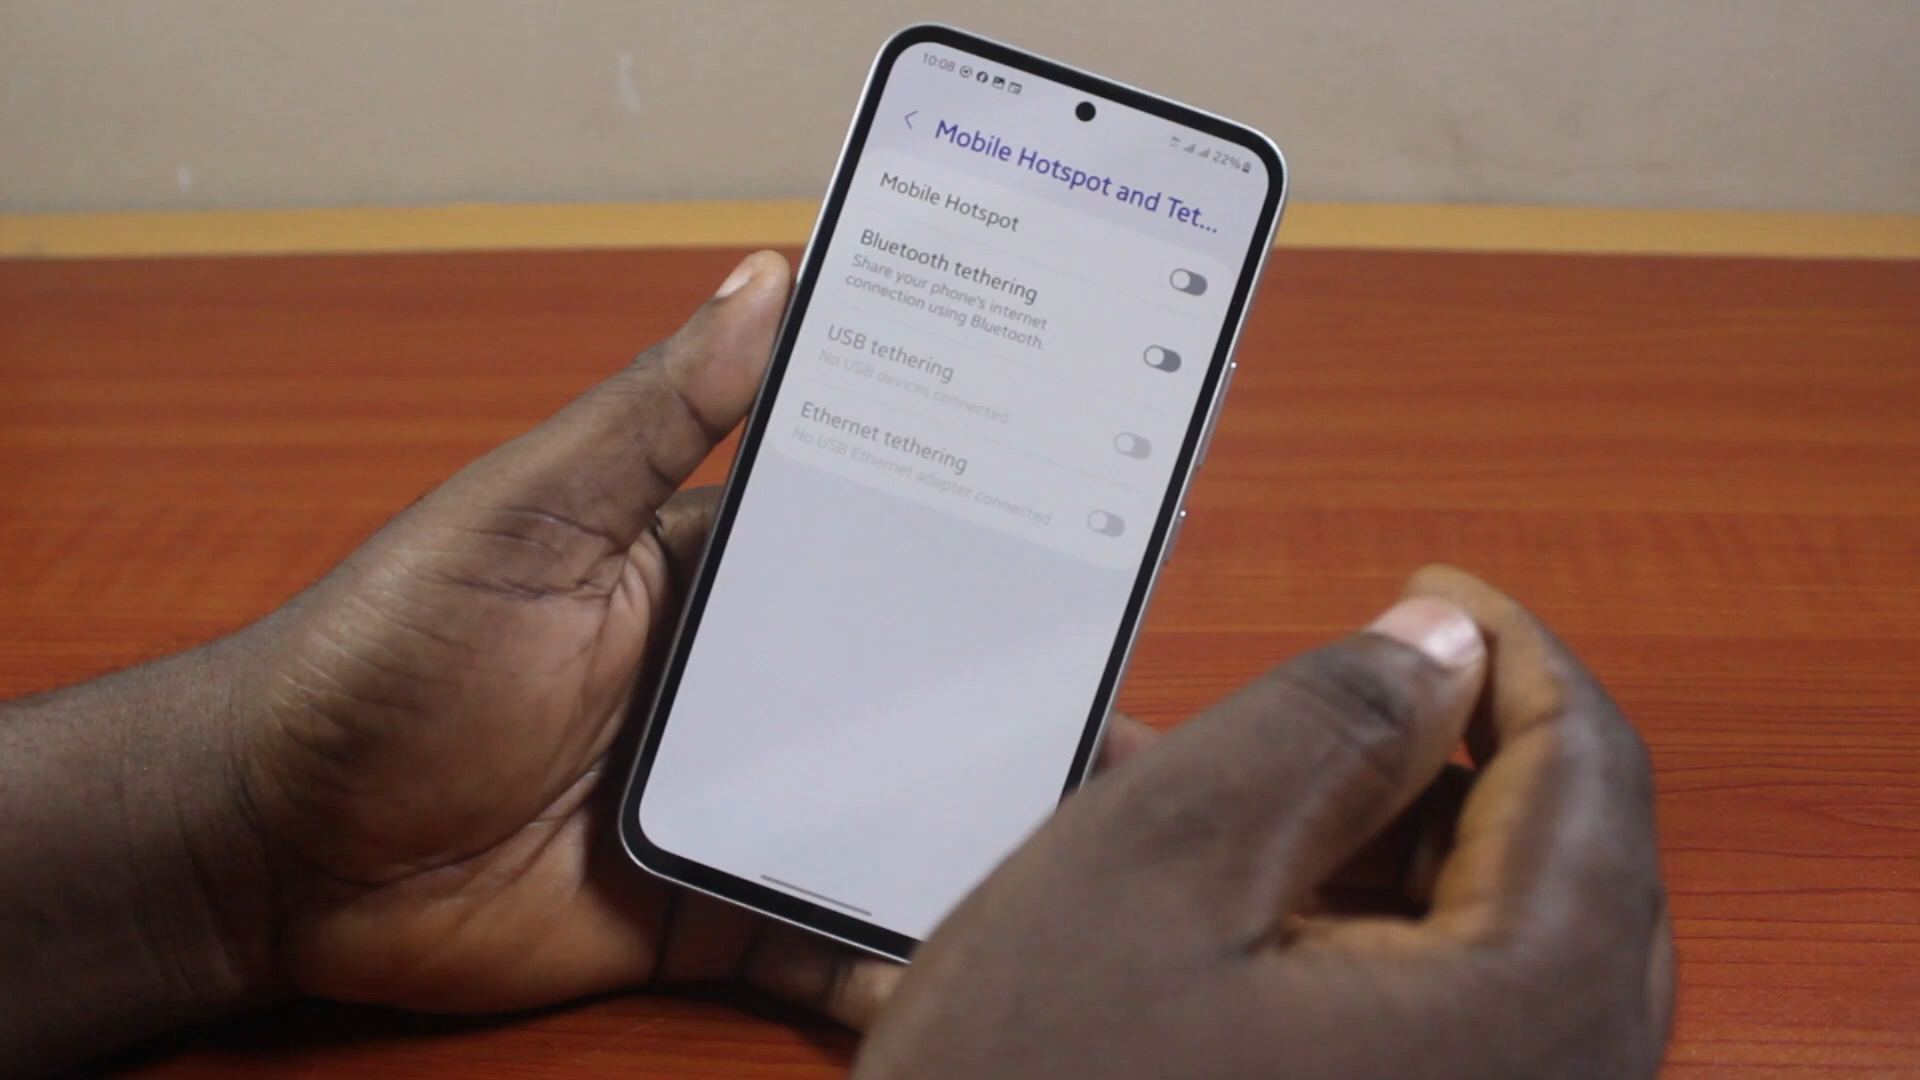 10:08
22%
Mobile Hotspot and Tet...
Mobile Hotspot
Bluetooth tethering
Share your phone's internet
connection using Bluetooth.
USB tethering
No USB devices connected
Ethernet tethering
No USB Ethernet adapter connected